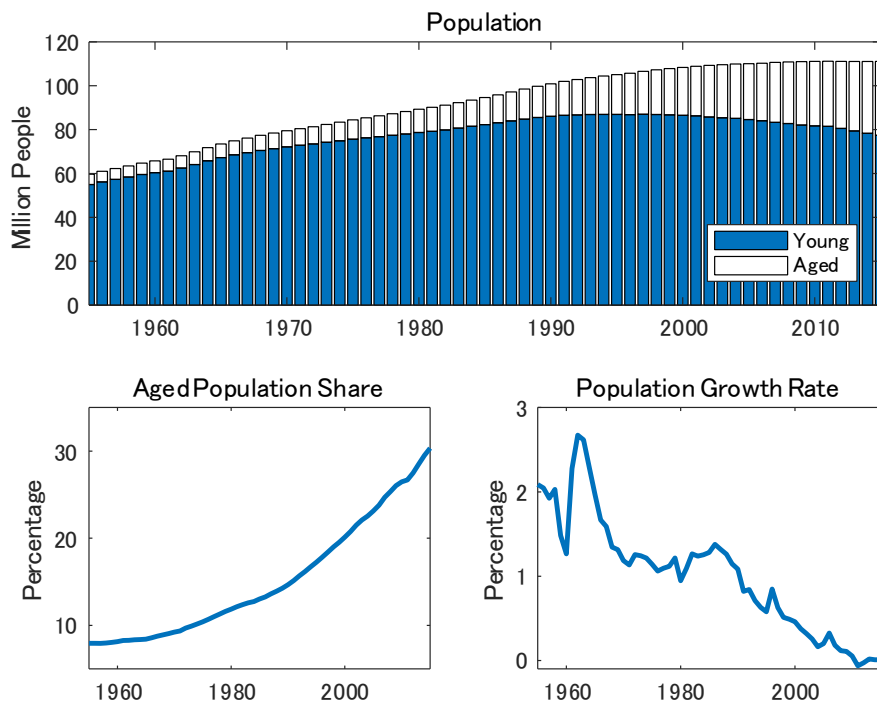 Population
Million People
120
100
80
60
40
20
0
1960 1970 1980 1990 2000 2010
Young
Aged
Aged Population Share
Percentage
30
20
10
1960 1980 2000
Population Growth Rate
Percentage
3
2
1
0
1960 1980 2000